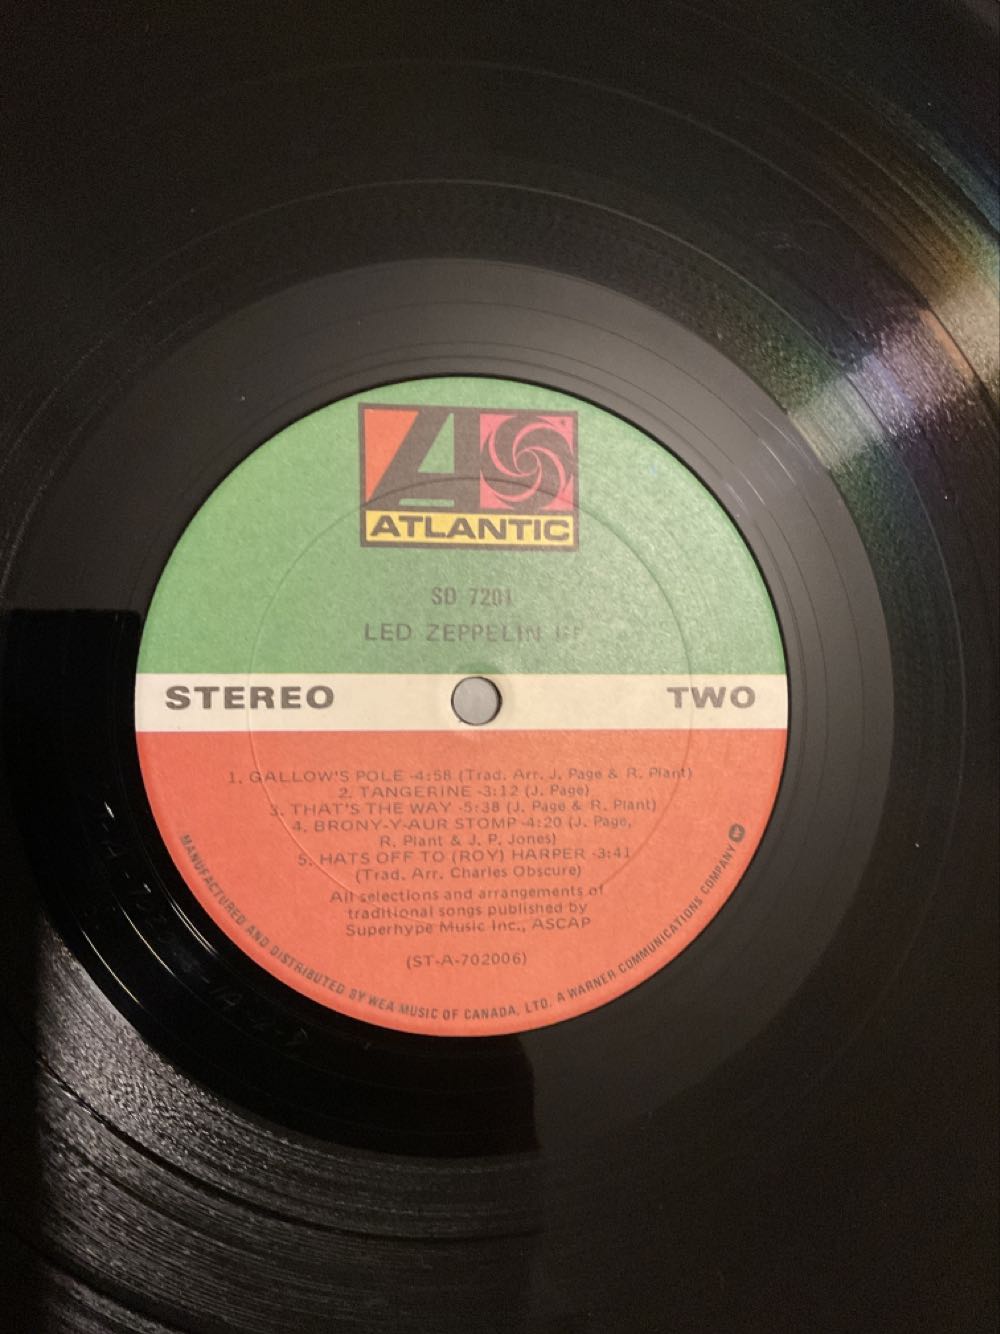 ATLANTIC
SD 7201
LED ZEPPELIN
STEREO
TWO
1. GALLOW'S POLE -4:58 (Trad. Arr. J. Page & R. Plant)
2. TANGERINE -3:12 (J. Page)
3. THAT'S THE WAY -5:38 (J. Page & R. Plant)
4. BRONY-Y-AUR STOMP -4:20 (J. Page,
R. Plant & J. P. Jones)
5. HATS OFF TO (ROY) HARPER -3:41
(Trad. Arr. Charles Obscure)
All selections and arrangements of
traditional songs published by
Superhype Music Inc., ASCAP
(ST-A-702006)
MANUFACTURED AND DISTRIBUTED BY WEA MUSIC OF CANADA, LTD. A WARNER COMMUNICATIONS COMPANY